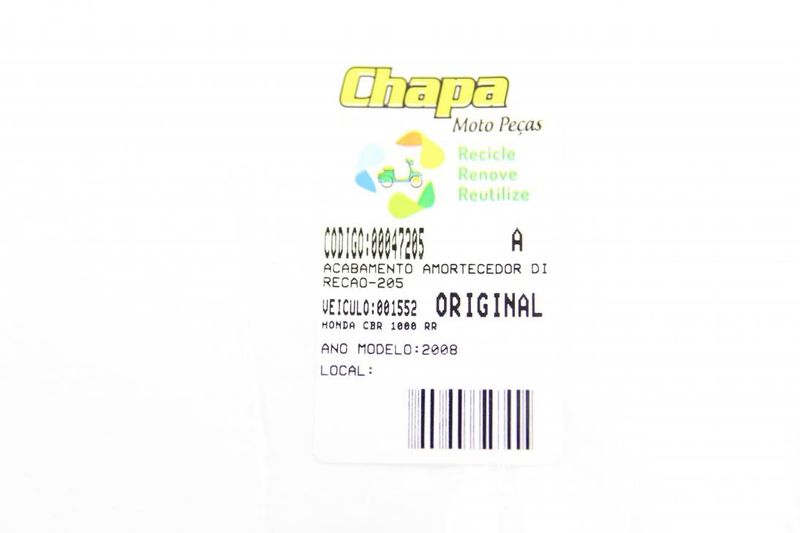 Chapa
Moto Peças
Recicle
Renove
Reutilize
CODIGO:00047205 A
ACABAMENTO AMORTECEDOR DI
RECAO-205
VEICULO:001552 ORIGINAL
HONDA CBR 1000 RR
ANO MODELO:2008
LOCAL: